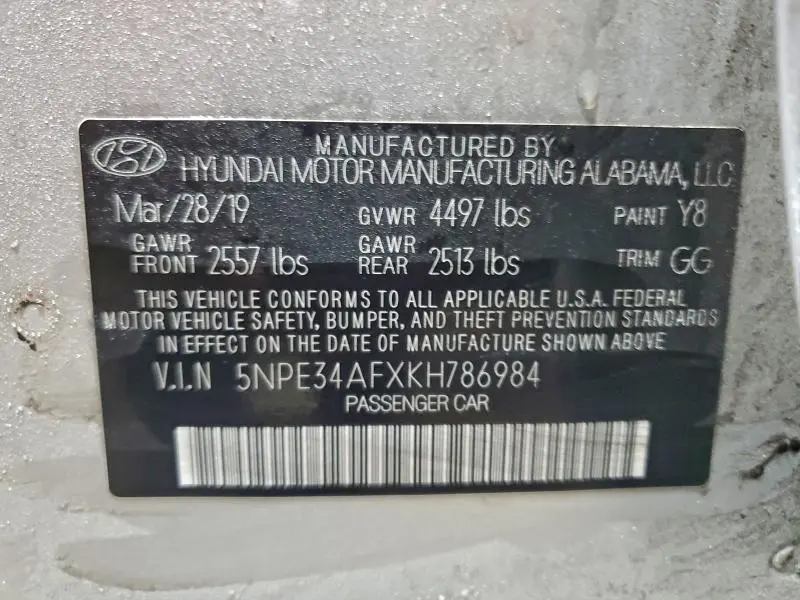 MANUFACTURED BY
HYUNDAI MOTOR MANUFACTURING ALABAMA, LLC
Mar/28/19 GVWR 4497 lbs PAINT Y8
GAWR FRONT 2557 lbs GAWR REAR 2513 lbs TRIM GG
THIS VEHICLE CONFORMS TO ALL APPLICABLE U.S.A. FEDERAL
MOTOR VEHICLE SAFETY, BUMPER, AND THEFT PREVENTION STANDARDS
IN EFFECT ON THE DATE OF MANUFACTURE SHOWN ABOVE
V.I.N 5NPE34AFXKH786984
PASSENGER CAR